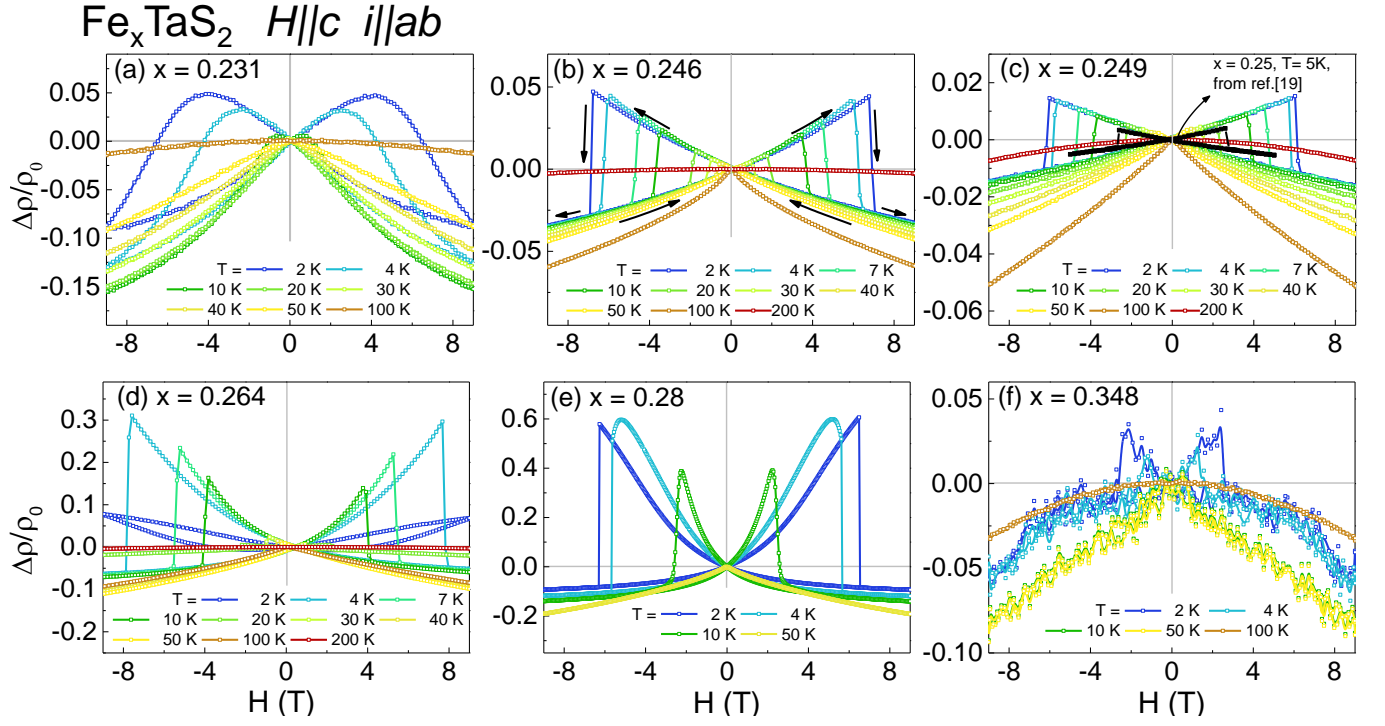 FeₓTaS₂ H||c i||ab
(a) x = 0.231
Δρ/ρ₀
0.05
0.00
-0.05
-0.10
-0.15
T = 2 K 4 K
10 K 20 K 30 K
40 K 50 K 100 K
-8 -4 0 4 8
(b) x = 0.246
0.05
0.00
-0.05
T = 2 K 4 K 7 K
10 K 20 K 30 K 40 K
50 K 100 K 200 K
-8 -4 0 4 8
(c) x = 0.249
x = 0.25, T= 5K,
from ref.[19]
0.02
0.00
-0.02
-0.04
-0.06
T = 2 K 4 K 7 K
10 K 20 K 30 K 40 K
50 K 100 K 200 K
-8 -4 0 4 8
(d) x = 0.264
Δρ/ρ₀
0.3
0.2
0.1
0.0
-0.1
-0.2
T = 2 K 4 K 7 K
10 K 20 K 30 K 40 K
50 K 100 K 200 K
-8 -4 0 4 8
H (T)
(e) x = 0.28
0.6
0.4
0.2
0.0
-0.2
T = 2 K 4 K
10 K 50 K
-8 -4 0 4 8
H (T)
(f) x = 0.348
0.05
0.00
-0.05
-0.10
T = 2 K 4 K
10 K 50 K 100 K
-8 -4 0 4 8
H (T)